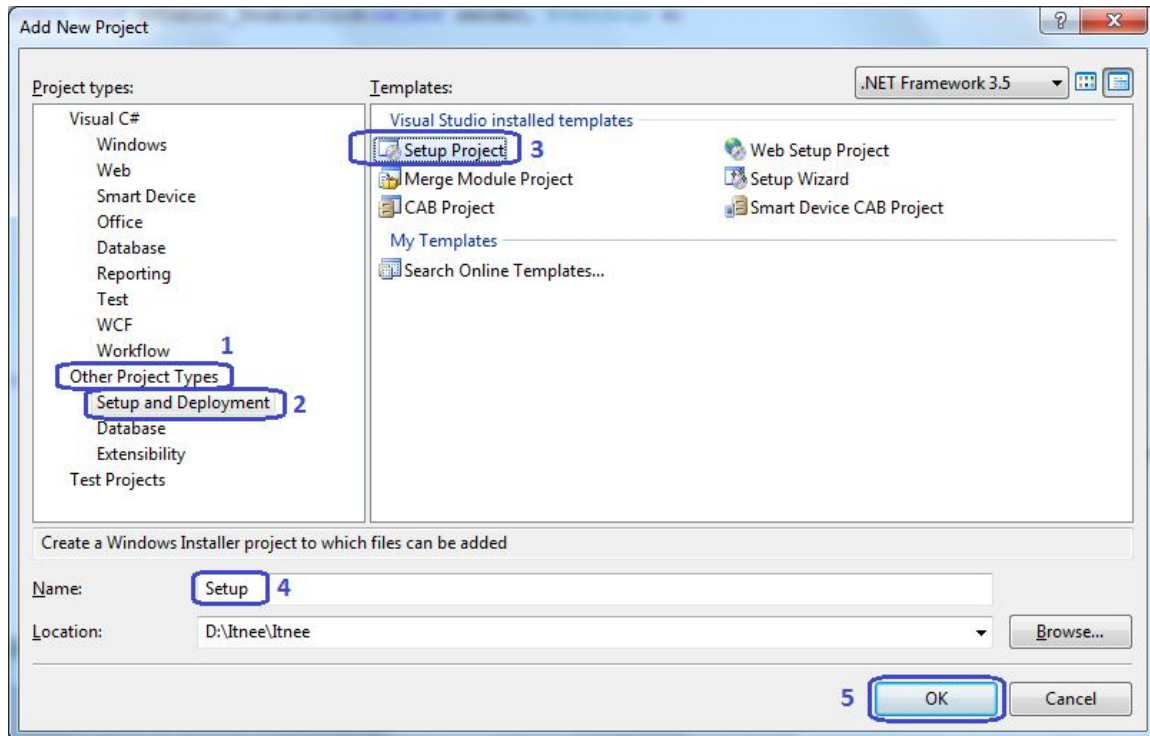 Add New Project
Project types:
Templates:
.NET Framework 3.5
Visual C#
Windows
Web
Smart Device
Office
Database
Reporting
Test
WCF
Workflow
1
Other Project Types
Setup and Deployment 2
Database
Extensibility
Test Projects
Visual Studio installed templates
Setup Project 3
Web Setup Project
Merge Module Project
Setup Wizard
CAB Project
Smart Device CAB Project
My Templates
Search Online Templates...
Create a Windows Installer project to which files can be added
Name: Setup 4
Location: D:\Itnee\Itnee Browse...
5 OK Cancel